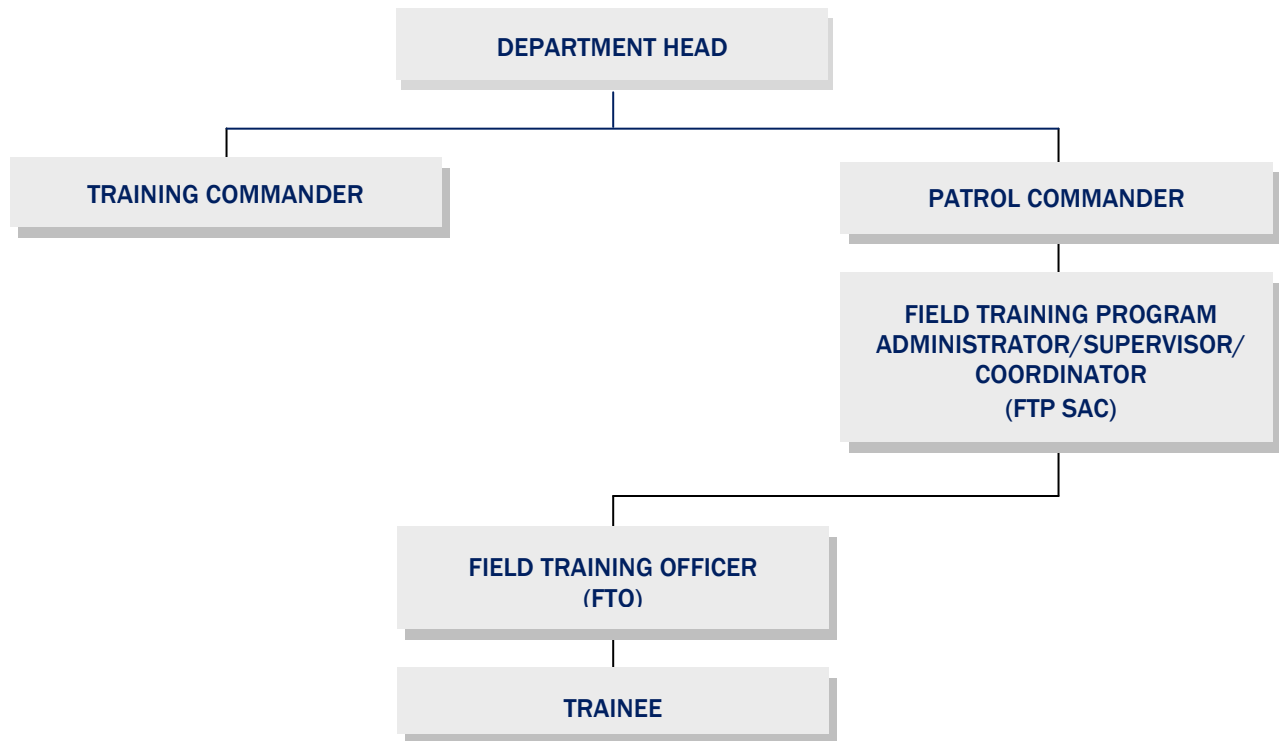 DEPARTMENT HEAD
TRAINING COMMANDER
PATROL COMMANDER
FIELD TRAINING PROGRAM
ADMINISTRATOR/SUPERVISOR/
COORDINATOR
(FTP SAC)
FIELD TRAINING OFFICER
(FTO)
TRAINEE